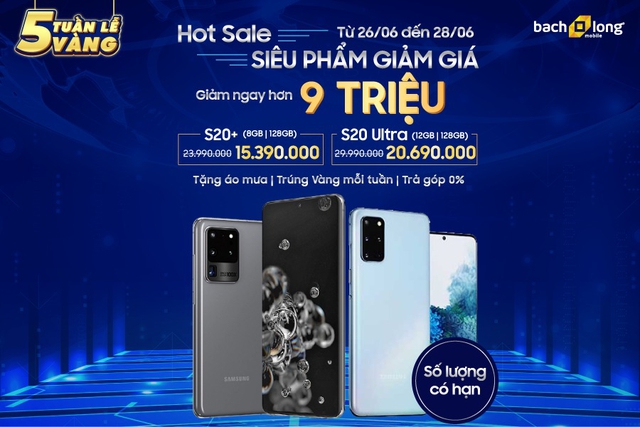 5 TUẦN LỄ
VÀNG
Hot Sale
Từ 26/06 đến 28/06
bach long
mobile
SIÊU PHẨM GIẢM GIÁ
Giảm ngay hơn 9 TRIỆU
S20+ (8GB | 128GB)
23.990.000 15.390.000
S20 Ultra (12GB | 128GB)
29.990.000 20.690.000
Tặng áo mưa | Trúng Vàng mỗi tuần | Trả góp 0%
SAMSUNG
SAMSUNG
Số lượng
có hạn